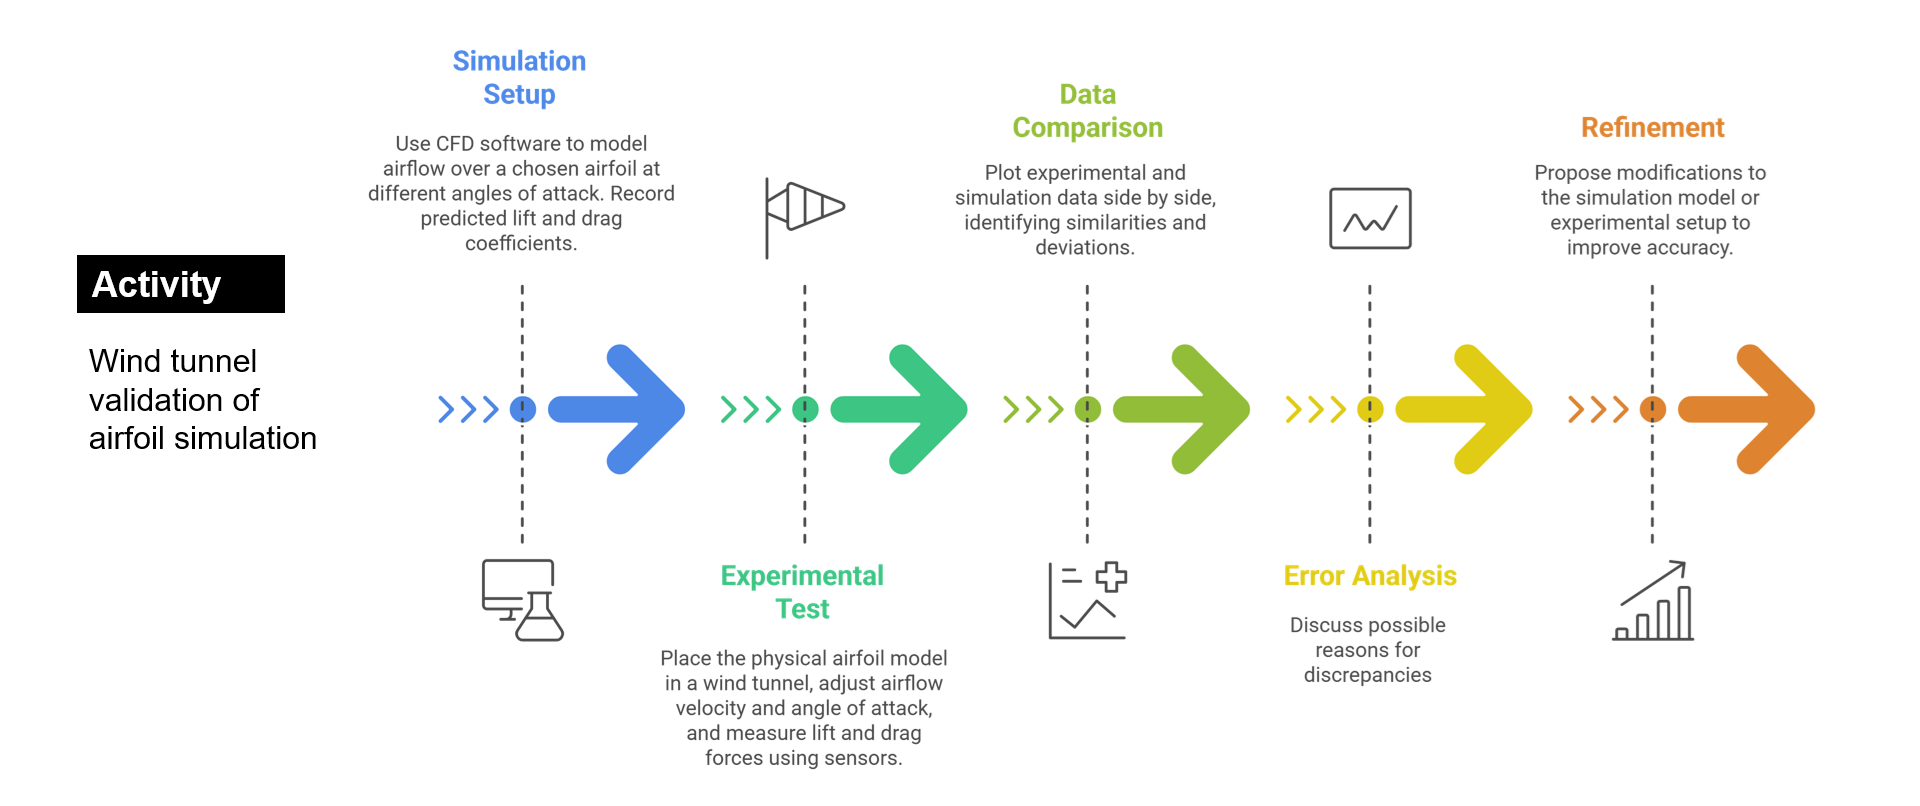 Activity
Wind tunnel
validation of
airfoil simulation
Simulation
Setup
Use CFD software to model
airflow over a chosen airfoil at
different angles of attack. Record
predicted lift and drag
coefficients.
Experimental
Test
Place the physical airfoil model
in a wind tunnel, adjust airflow
velocity and angle of attack,
and measure lift and drag
forces using sensors.
Data
Comparison
Plot experimental and
simulation data side by side,
identifying similarities and
deviations.
Error Analysis
Discuss possible
reasons for
discrepancies
Refinement
Propose modifications to
the simulation model or
experimental setup to
improve accuracy.